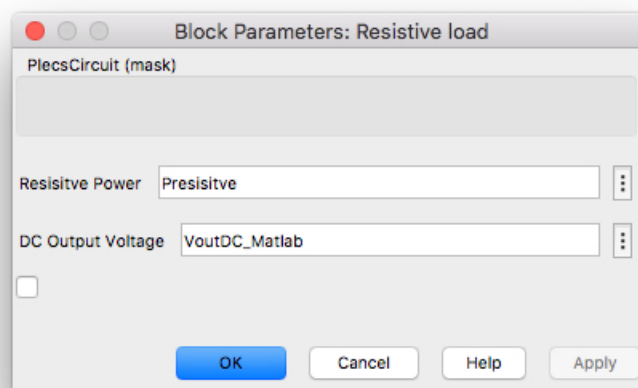 Block Parameters: Resistive load
PlecsCircuit (mask)
Resisitve Power Presisitve
DC Output Voltage VoutDC_Matlab
OK Cancel Help Apply